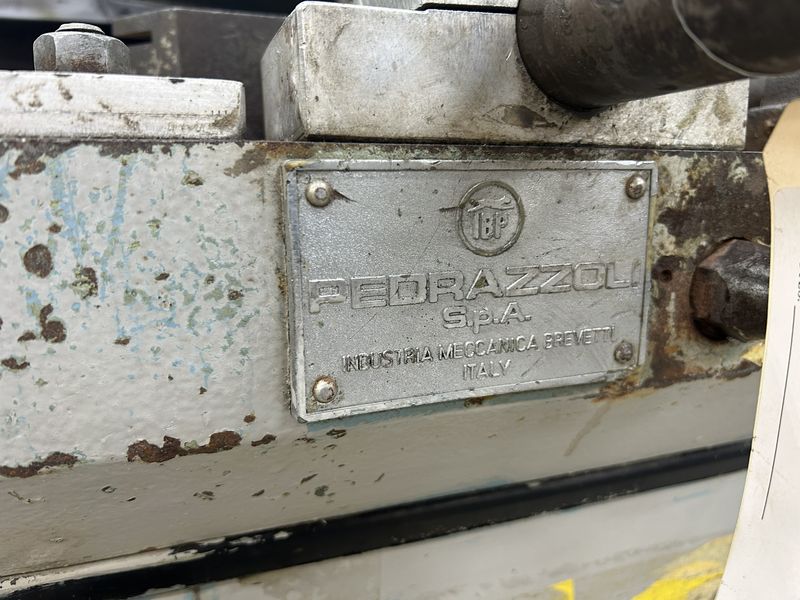 IBP
PEDRAZZOLI
S.p.A.
INDUSTRIA MECCANICA BREVETTI
ITALY